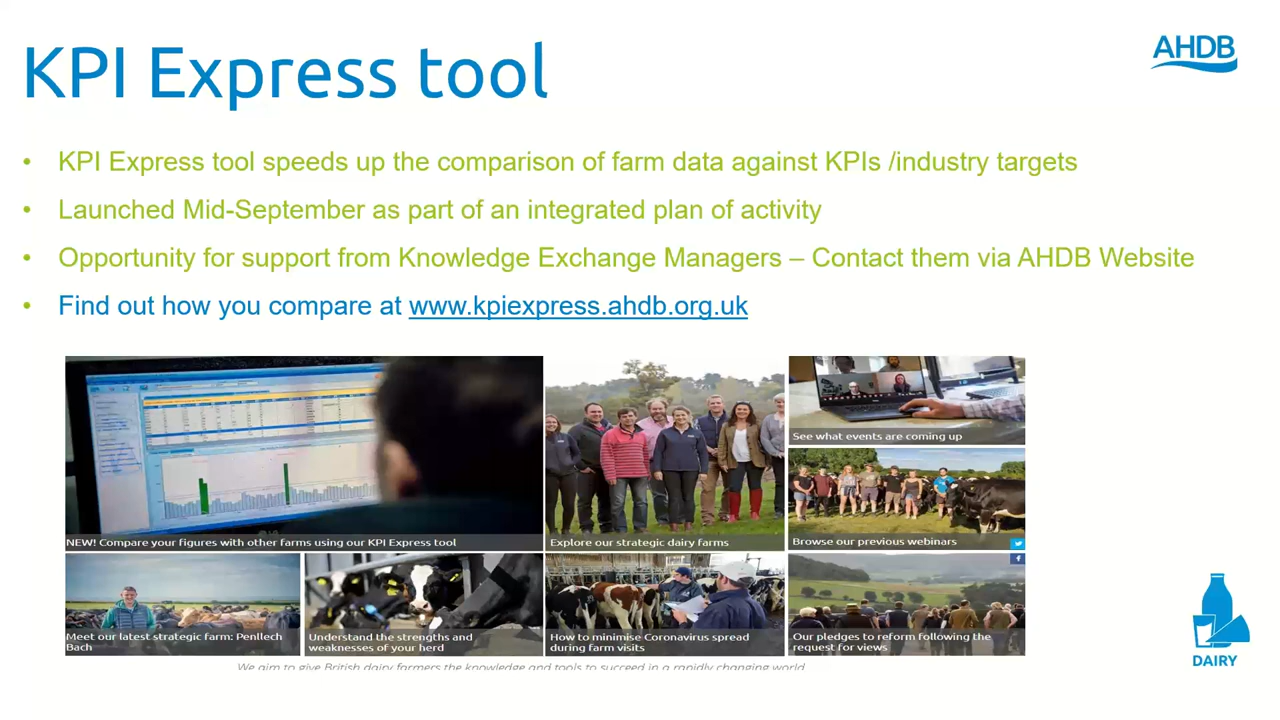 KPI Express tool
AHDB
• KPI Express tool speeds up the comparison of farm data against KPIs /industry targets
• Launched Mid-September as part of an integrated plan of activity
• Opportunity for support from Knowledge Exchange Managers – Contact them via AHDB Website
• Find out how you compare at www.kpiexpress.ahdb.org.uk
NEW! Compare your figures with other farms using our KPI Express tool
Explore our strategic dairy farms
See what events are coming up
Browse our previous webinars
Meet our latest strategic farm: Penllech
Bach
Understand the strengths and
weaknesses of your herd
How to minimise Coronavirus spread
during farm visits
Our pledges to reform following the
request for views
We aim to give British dairy farmers the knowledge and tools to succeed in a rapidly changing world
DAIRY